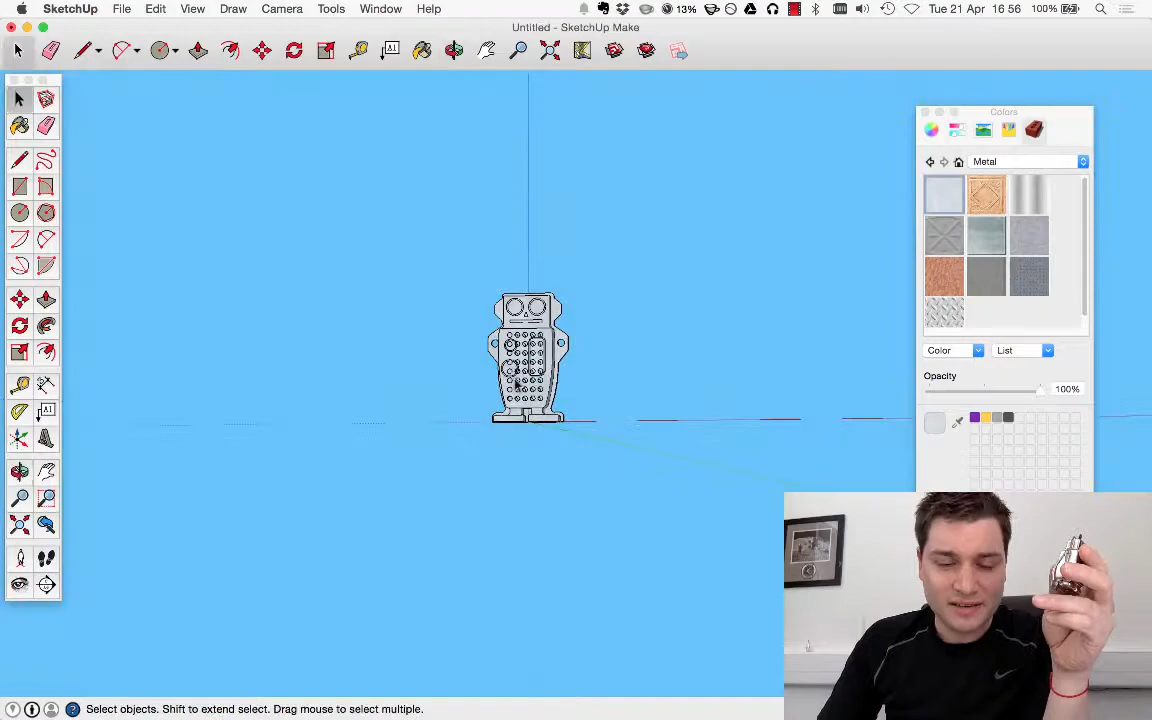 SketchUp File Edit View Draw Camera Tools Window Help 13% Tue 21 Apr 16:56 100%
Untitled - SketchUp Make
Colors
Metal
Color List
Opacity
100%
Select objects. Shift to extend select. Drag mouse to select multiple.